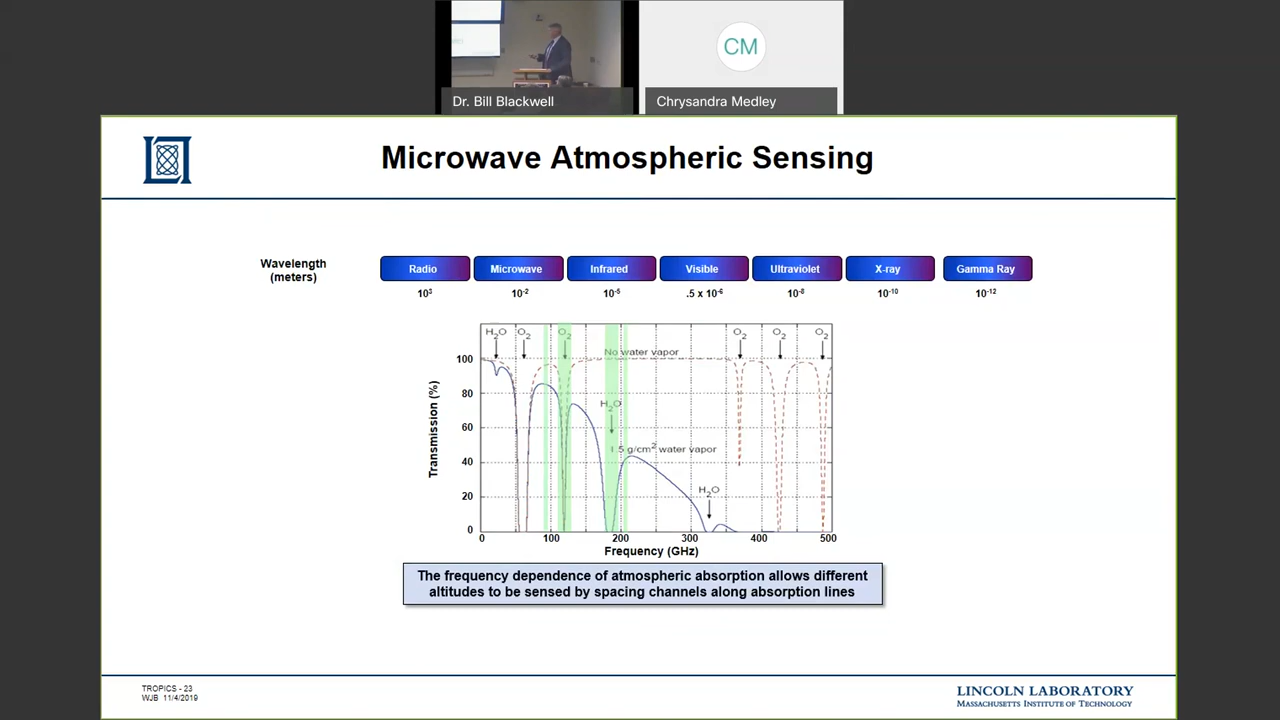 CM
Dr. Bill Blackwell
Chrysandra Medley
Microwave Atmospheric Sensing
Wavelength
(meters)
Radio
Microwave
Infrared
Visible
Ultraviolet
X-ray
Gamma Ray
10³
10⁻²
10⁻⁵
.5 x 10⁻⁶
10⁻⁸
10⁻¹⁰
10⁻¹²
H₂O
O₂
O₂
O₂
O₂
O₂
No water vapor
H₂O
1.5 g/cm² water vapor
H₂O
Transmission (%)
100
80
60
40
20
0
0
100
200
300
400
500
Frequency (GHz)
The frequency dependence of atmospheric absorption allows different
altitudes to be sensed by spacing channels along absorption lines
TROPICS - 23
WJB 11/4/2019
LINCOLN LABORATORY
MASSACHUSETTS INSTITUTE OF TECHNOLOGY